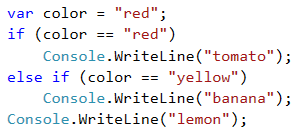 var color = "red";
if (color == "red")
    Console.WriteLine("tomato");
else if (color == "yellow")
    Console.WriteLine("banana");
Console.WriteLine("lemon");